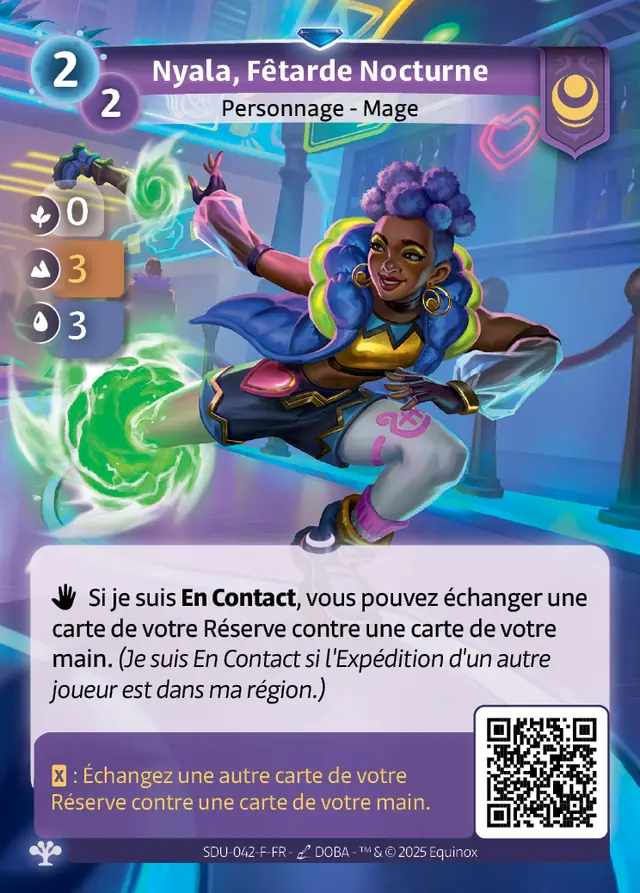 2
2
Nyala, Fêtarde Nocturne
Personnage - Mage
0
3
3
Si je suis En Contact, vous pouvez échanger une
carte de votre Réserve contre une carte de votre
main. (Je suis En Contact si l'Expédition d'un autre
joueur est dans ma région.)
X : Échangez une autre carte de votre
Réserve contre une carte de votre main.
SDU-042-F-FR - DOBA - ™ & © 2025 Equinox